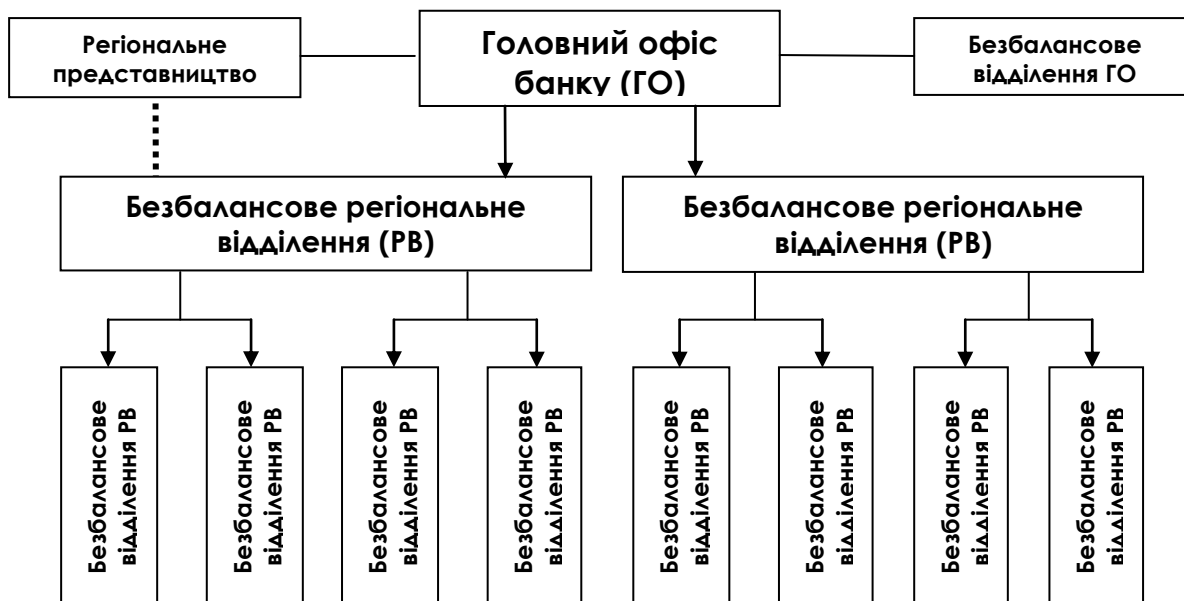 Регіональне
представництво
Головний офіс
банку (ГО)
Безбалансове
відділення ГО
Безбалансове регіональне
відділення (РВ)
Безбалансове регіональне
відділення (РВ)
Безбалансове
відділення РВ
Безбалансове
відділення РВ
Безбалансове
відділення РВ
Безбалансове
відділення РВ
Безбалансове
відділення РВ
Безбалансове
відділення РВ
Безбалансове
відділення РВ
Безбалансове
відділення РВ